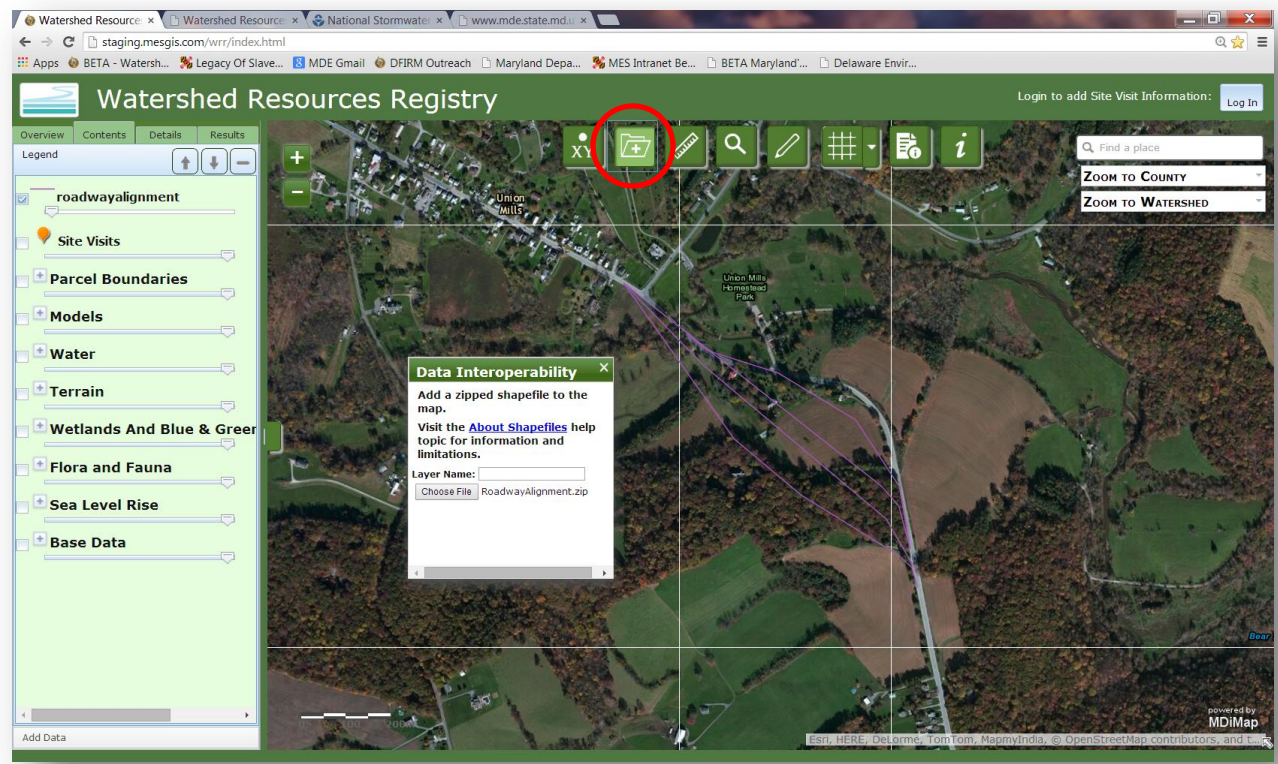 Watershed Resource
Watershed Resource
National Stormwater
www.mde.state.md.u
staging.mesgis.com/wrr/index.html
Apps
BETA - Watersh...
Legacy Of Slave...
MDE Gmail
DFIRM Outreach
Maryland Depa...
MES Intranet Be...
BETA Maryland'...
Delaware Envir...
Watershed Resources Registry
Login to add Site Visit Information:
Log In
Overview
Contents
Details
Results
Legend
roadwayalignment
Site Visits
Parcel Boundaries
Models
Water
Terrain
Wetlands And Blue & Green
Flora and Fauna
Sea Level Rise
Base Data
Add Data
XY
Find a place
Zoom to County
Zoom to Watershed
Union
Mills
Union Mills
Homestead
Park
Data Interoperability
Add a zipped shapefile to the
map.
Visit the About Shapefiles help
topic for information and
limitations.
Layer Name:
Choose File RoadwayAlignment.zip
Bear
powered by
MDiMap
Esri, HERE, DeLorme, TomTom, MapmyIndia, © OpenStreetMap contributors, and t...